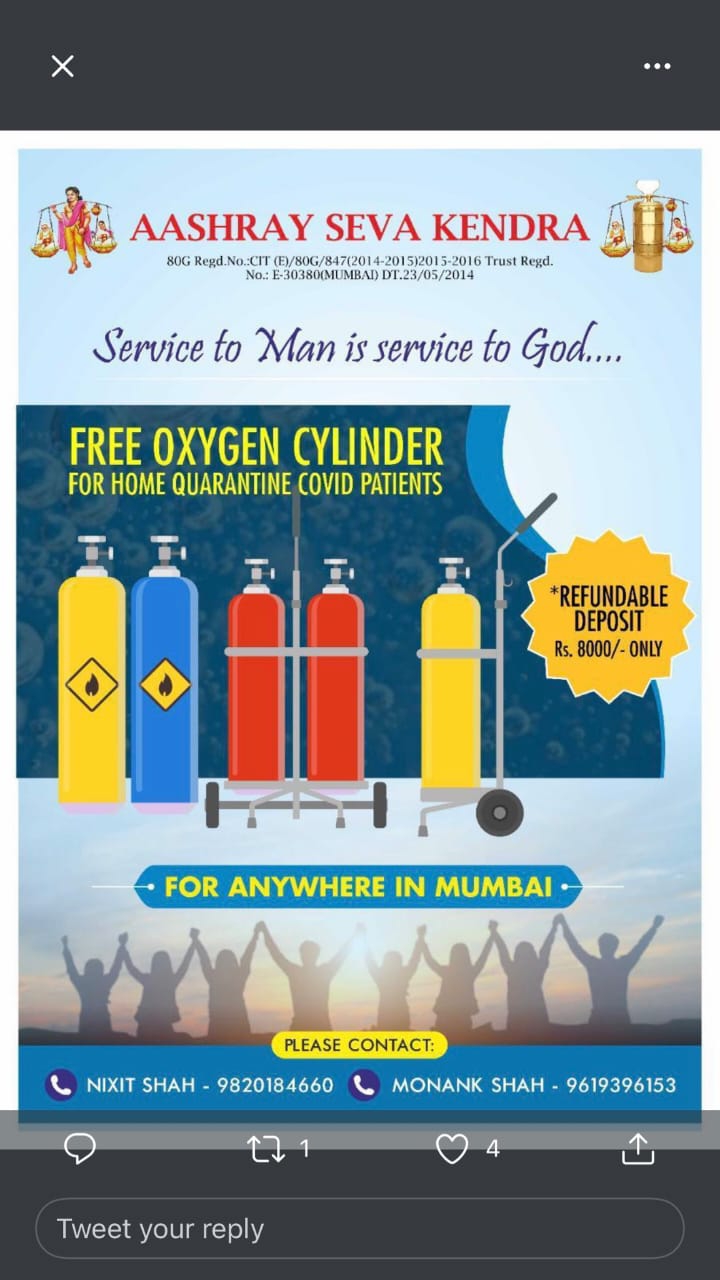 AASHRAY SEVA KENDRA
80G Regd.No.:CIT (E)/80G/847(2014-2015)2015-2016 Trust Regd.
No.: E-30380(MUMBAI) DT.23/05/2014
Service to Man is service to God....
FREE OXYGEN CYLINDER
FOR HOME QUARANTINE COVID PATIENTS
*REFUNDABLE
DEPOSIT
Rs. 8000/- ONLY
FOR ANYWHERE IN MUMBAI
PLEASE CONTACT:
NIXIT SHAH - 9820184660 MONANK SHAH - 9619396153
1 4
Tweet your reply